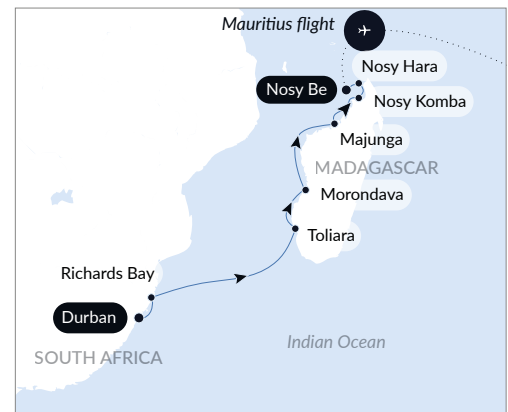 Mauritius flight
Nosy Hara
Nosy Be
Nosy Komba
Majunga
MADAGASCAR
Morondava
Toliara
Richards Bay
Durban
Indian Ocean
SOUTH AFRICA